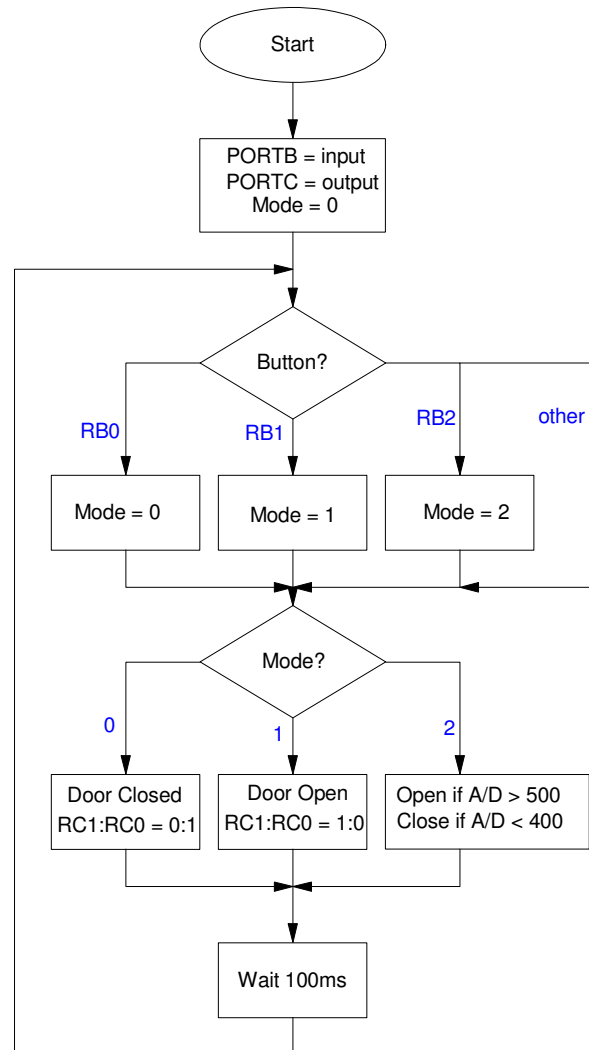 Start
PORTB = input
PORTC = output
Mode = 0
Button?
RB0
RB1
RB2
other
Mode = 0
Mode = 1
Mode = 2
Mode?
0
1
2
Door Closed
RC1:RC0 = 0:1
Door Open
RC1:RC0 = 1:0
Open if A/D > 500
Close if A/D < 400
Wait 100ms